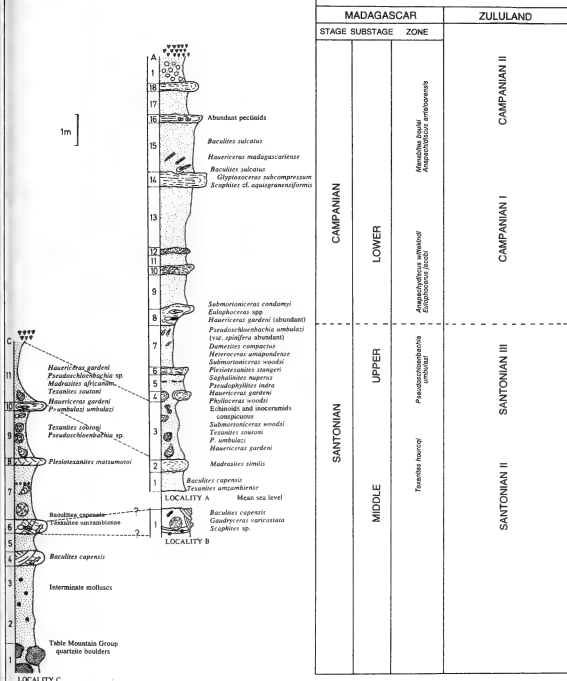 MADAGASCAR
ZULULAND
STAGE SUBSTAGE ZONE
A
1
18
17
16
Abundant pectinids
1m
15
Baculites sulcatus
Hauericeras madagascariense
Baculites sulcatus
14
Glyptoxoceras subcompressum
Scaphites cf. aquisgranensiformis
13
12
11
10
9
Submortoniceras condamyi
Eulophoceras spp
8
Hauericeras gardeni (abundant)
Pseudoschloenbachia umbulazi
(var. spinifera abundant)
7
Damesites compactus
Heteroceras amapondense
Submortoniceras woodsi
6
Plesiotexanites stangeri
Saghalinites nuperus
5
Pseudophyllites indra
Hauericeras gardeni
4
Phylloceras woodsi
Echinoids and inoceramids
conspicuous
3
Submortoniceras woodsi
Texanites soutoni
P. umbulazi
Hauericeras gardeni
2
Madrasites similis
1
Baculites capensis
Texanites umzambiense
LOCALITY A
Mean sea level
Baculites capensis
1
Gaudryceras varicostata
Scaphites sp.
LOCALITY B
C
Hauericeras gardeni
11
Pseudoschloenbachia sp.
Madrasites africanum
Texanites soutoni
10
Hauericeras gardeni
P. umbulazi umbulazi
9
Texanites soutoni
Pseudoschloenbachia sp.
8
Plesiotexanites matsumotoi
7
Baculites capensis
?
6
Texanites umzambiense
?
5
4
Baculites capensis
3
Interminate molluscs
2
Table Mountain Group
quartzite boulders
1
LOCALITY C
CAMPANIAN
SANTONIAN
LOWER
UPPER
MIDDLE
Menabites boulei
Anapachydiscus wittekindi
Eulophoceras jacobi
Pseudoschloenbachia
umbulazi
Texanites hourcqi
CAMPANIAN II
CAMPANIAN I
SANTONIAN III
SANTONIAN II